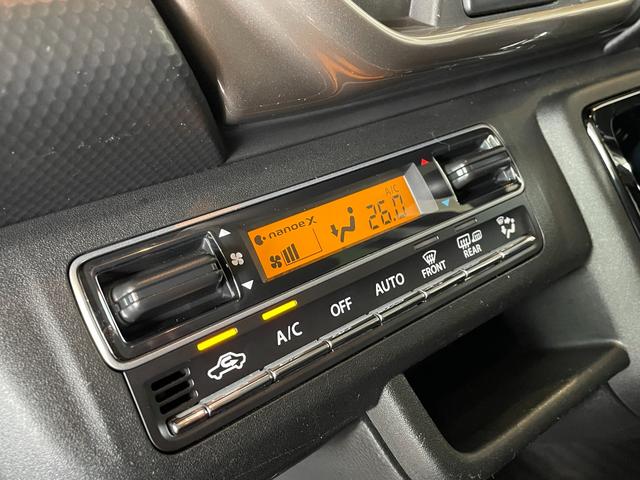 nanoeX
A/C
26.0
A/C
OFF
AUTO
FRONT
REAR